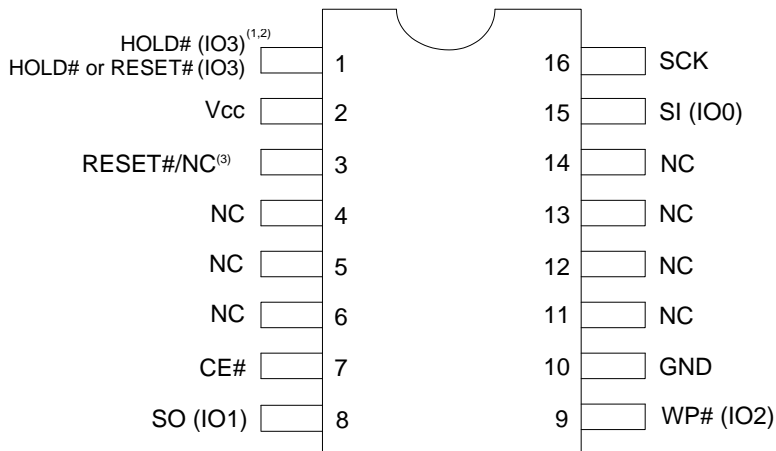 HOLD# (IO3)(1,2)
HOLD# or RESET# (IO3)
1
16
SCK
Vcc
2
15
SI (IO0)
RESET#/NC(3)
3
14
NC
NC
4
13
NC
NC
5
12
NC
NC
6
11
NC
CE#
7
10
GND
SO (IO1)
8
9
WP# (IO2)